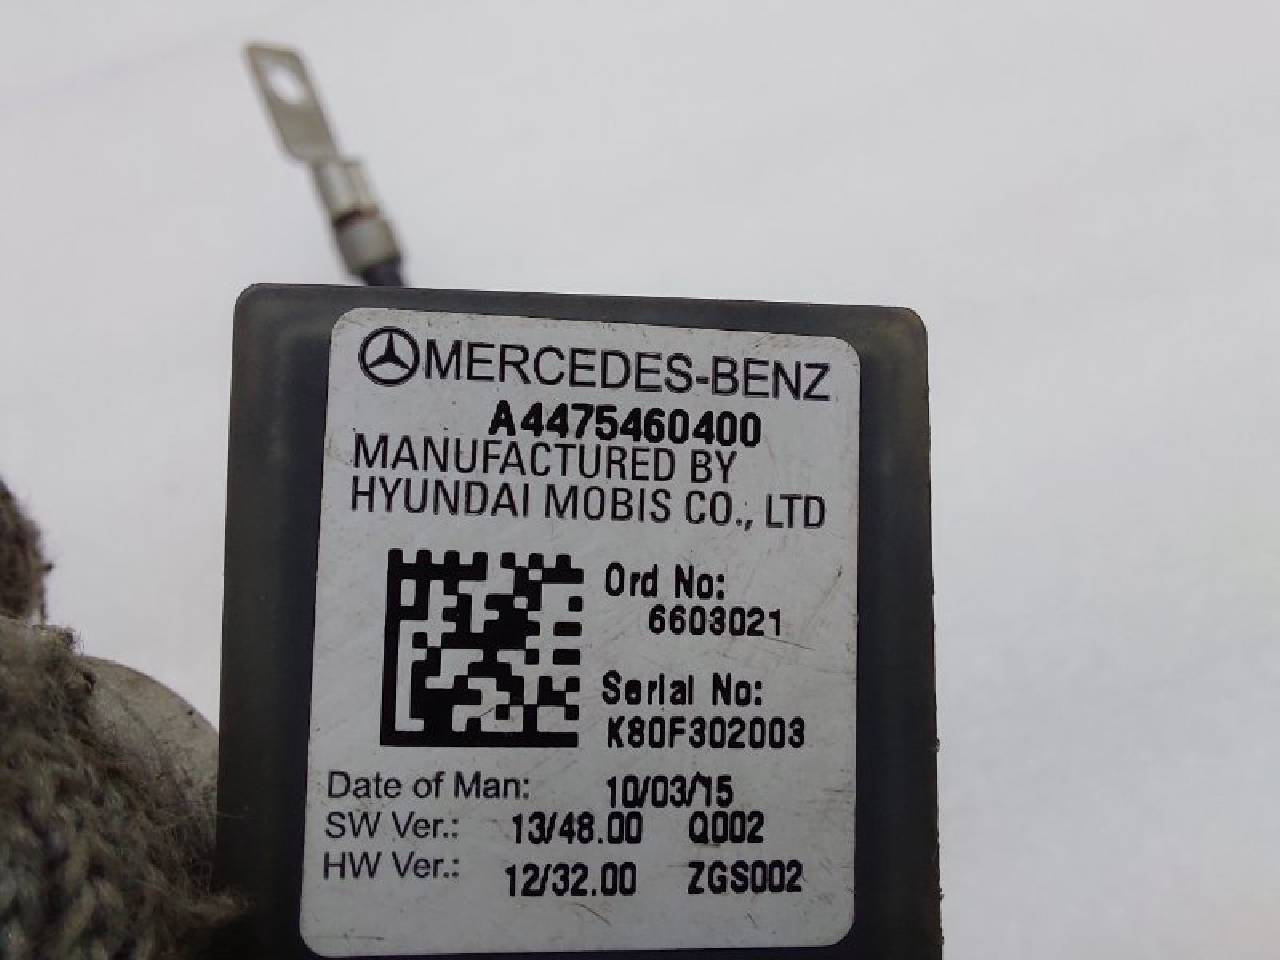 MERCEDES-BENZ
A4475460400
MANUFACTURED BY
HYUNDAI MOBIS CO., LTD
Ord No:
6603021
Serial No:
K80F302003
Date of Man: 10/03/15
SW Ver.: 13/48.00 Q002
HW Ver.: 12/32.00 ZGS002